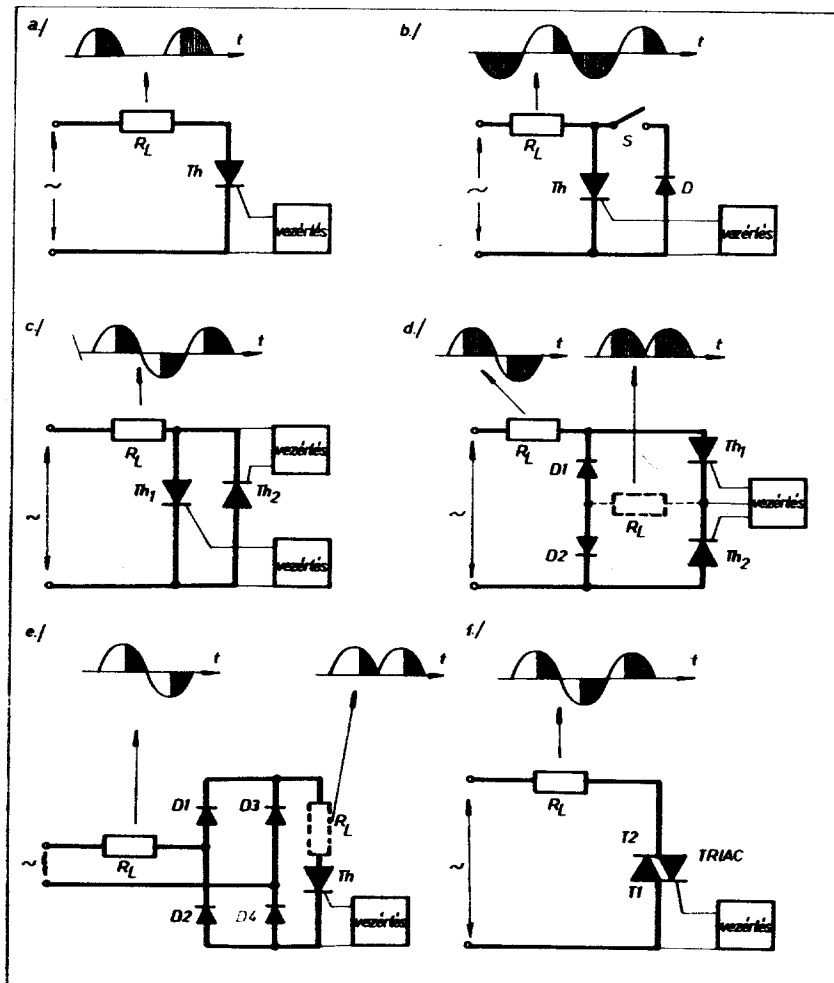 a./
t
R_L
Th
~
vezérlés
b./
t
R_L
S
Th
D
~
vezérlés
c./
t
R_L
vezérlés
Th1
Th2
~
vezérlés
d./
t
t
R_L
D1
Th1
vezérlés
R_L
~
D2
Th2
e./
t
t
D1
D3
R_L
~
R_L
Th
D2
D4
vezérlés
f./
t
R_L
T2
TRIAC
~
T1
vezérlés